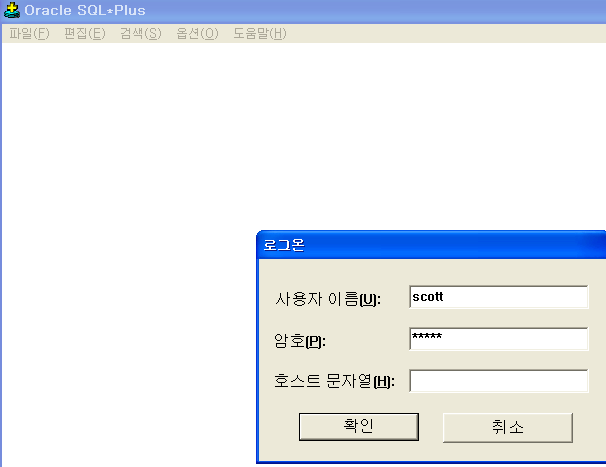 Oracle SQL*Plus
파일(F) 편집(E) 검색(S) 옵션(O) 도움말(H)
로그온
사용자 이름(U): scott
암호(P): *****
호스트 문자열(H):
확인 취소